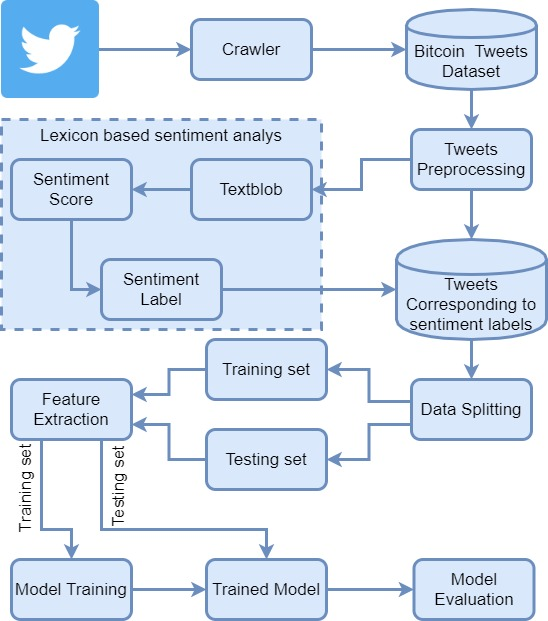 Crawler
Bitcoin Tweets
Dataset
Lexicon based sentiment analys
Tweets
Preprocessing
Textblob
Sentiment
Score
Sentiment
Label
Tweets
Corresponding to
sentiment labels
Training set
Data Splitting
Testing set
Feature
Extraction
Training set
Testing set
Model Training
Trained Model
Model
Evaluation